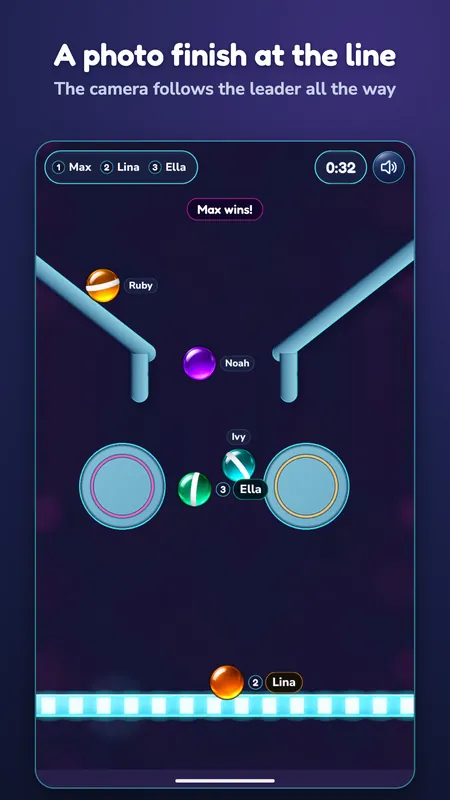 A photo finish at the line
The camera follows the leader all the way
1 Max 2 Lina 3 Ella
0:32
Max wins!
Ruby
Noah
Ivy
3 Ella
2 Lina